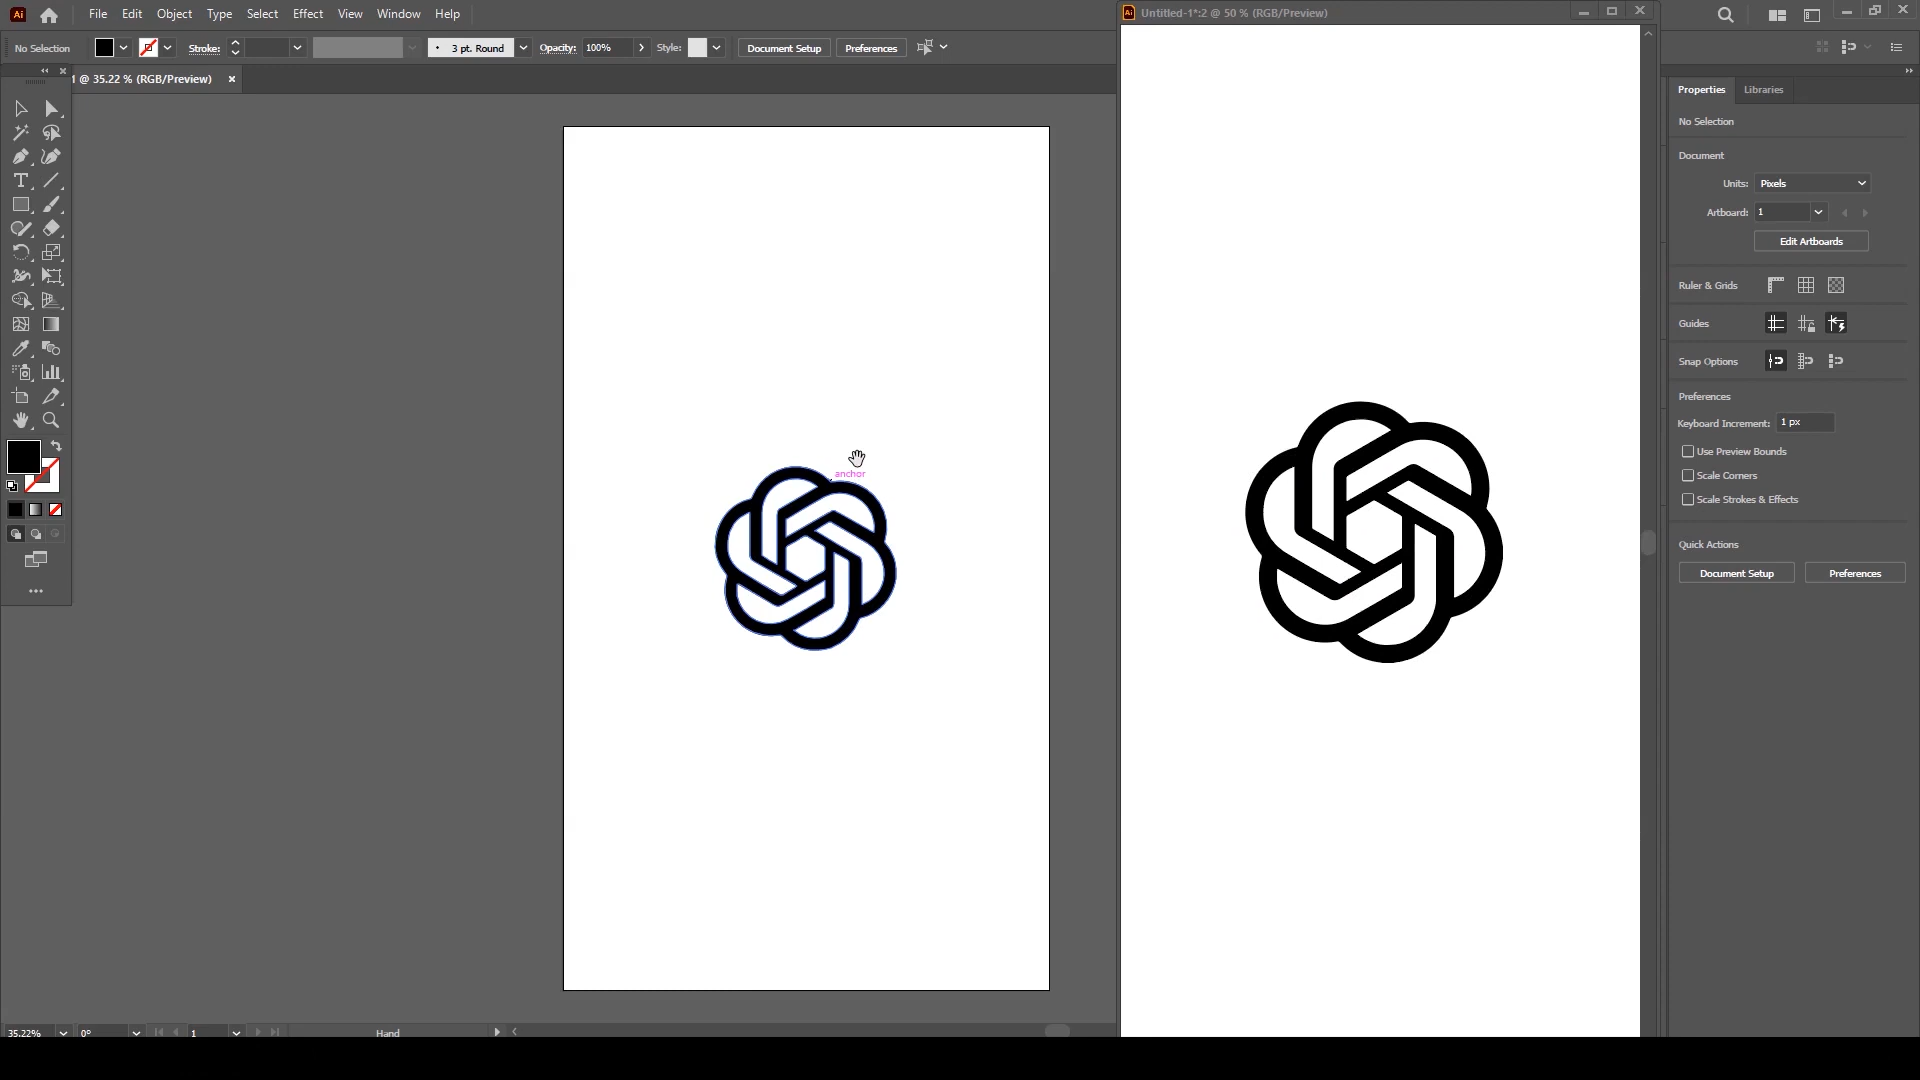 Ai File Edit Object Type Select Effect View Window Help
Ai Untitled-1*:2 @ 50 % (RGB/Preview)
No Selection Stroke: 3 pt. Round Opacity: 100% Style: Document Setup Preferences
@ 35.22 % (RGB/Preview)
Properties Libraries
No Selection
Document
Units: Pixels
Artboard: 1
Edit Artboards
Ruler & Grids
Guides
Snap Options
Preferences
Keyboard Increment: 1 px
Use Preview Bounds
Scale Corners
Scale Strokes & Effects
Quick Actions
Document Setup Preferences
anchor
35.22% 0° 1 Hand